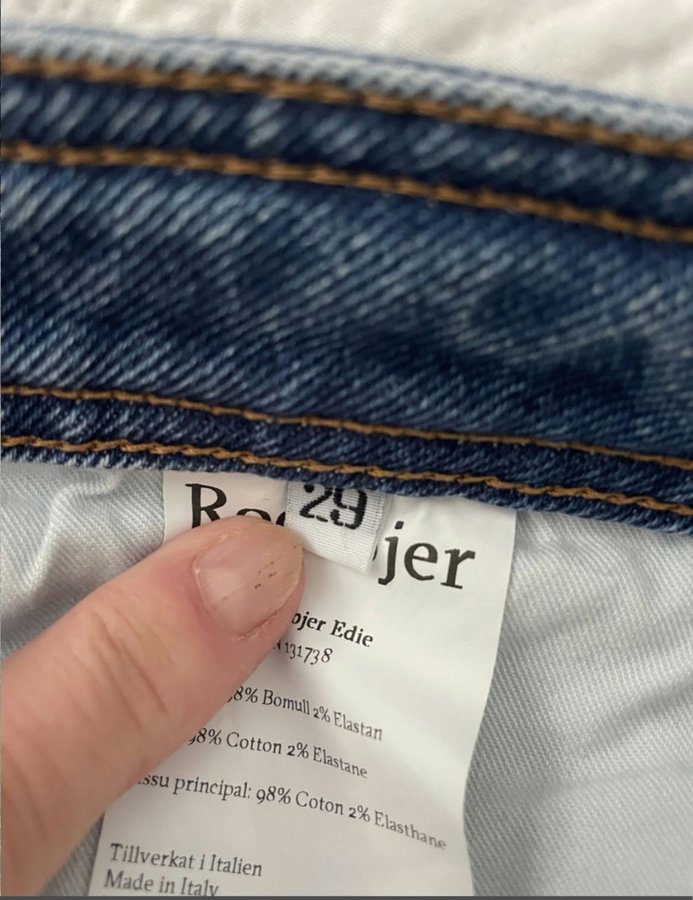 29
jer
ojer Edie
131738
98% Bomull 2% Elastan
98% Cotton 2% Elastane
ssu principal: 98% Coton 2% Elasthane
Tillverkat i Italien
Made in Italy